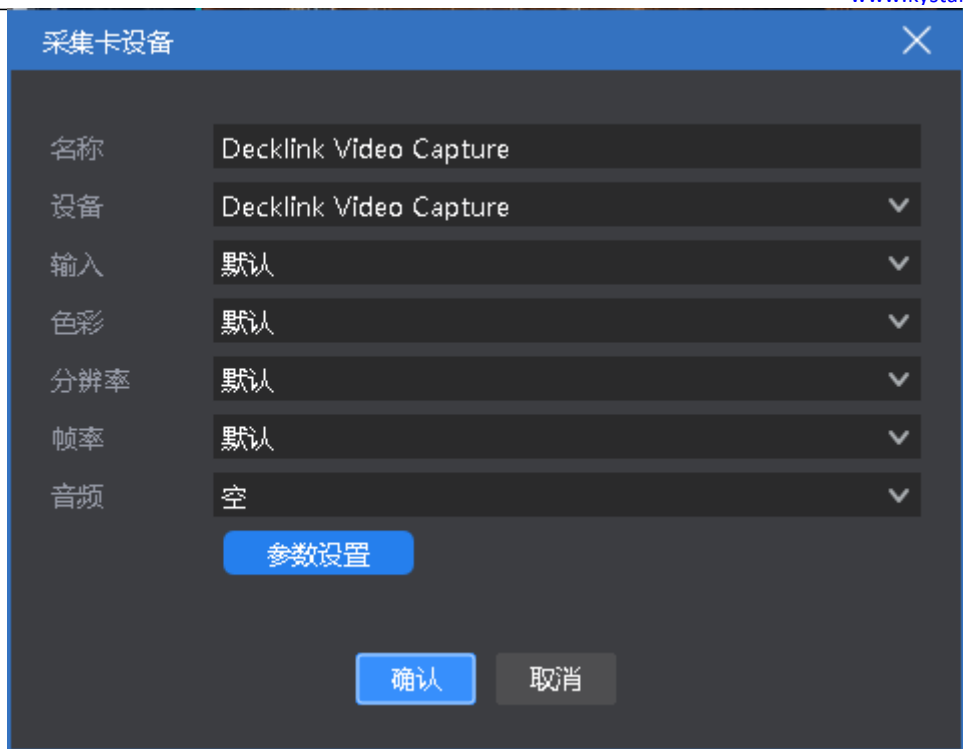 采集卡设备
名称 Decklink Video Capture
设备 Decklink Video Capture
输入 默认
色彩 默认
分辨率 默认
帧率 默认
音频 空
参数设置
确认 取消